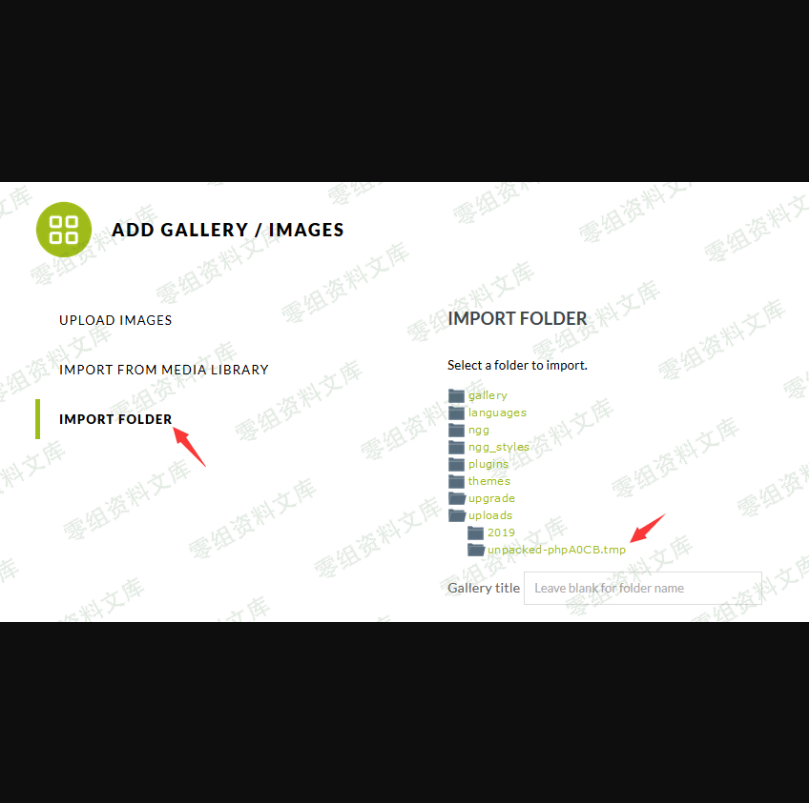 ADD GALLERY / IMAGES
UPLOAD IMAGES
IMPORT FROM MEDIA LIBRARY
IMPORT FOLDER
IMPORT FOLDER
Select a folder to import.
gallery
languages
ngg
ngg_styles
plugins
themes
upgrade
uploads
2019
unpacked-phpA0CB.tmp
Gallery title Leave blank for folder name
零组资料文库